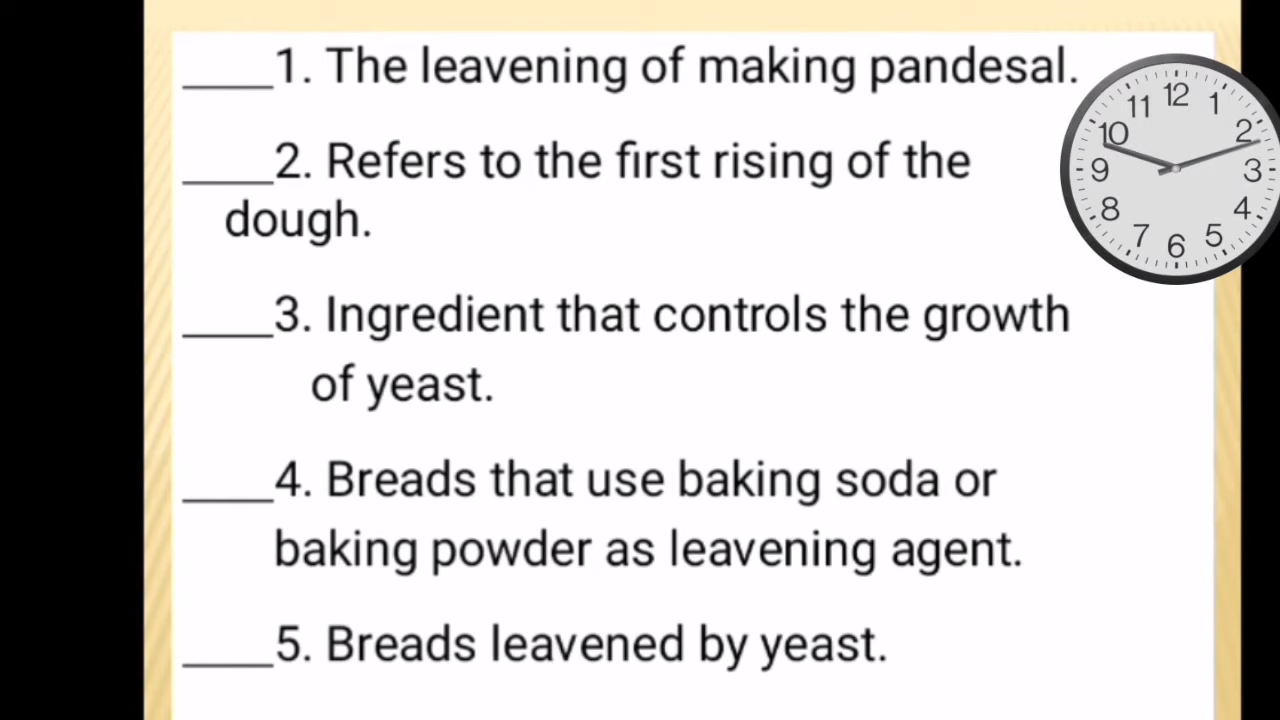 ____1. The leavening of making pandesal.
____2. Refers to the first rising of the
dough.
____3. Ingredient that controls the growth
of yeast.
____4. Breads that use baking soda or
baking powder as leavening agent.
____5. Breads leavened by yeast.
12
1
2
3
4
5
6
7
8
9
10
11